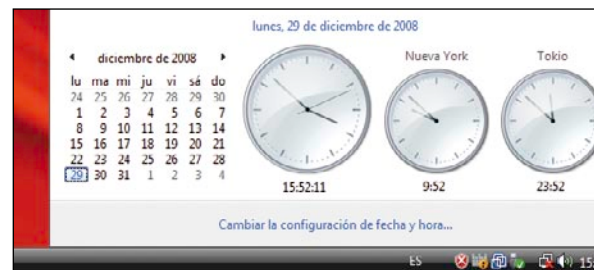 lunes, 29 de diciembre de 2008
diciembre de 2008
lu ma mi ju vi sá do
24 25 26 27 28 29 30
1 2 3 4 5 6 7
8 9 10 11 12 13 14
15 16 17 18 19 20 21
22 23 24 25 26 27 28
29 30 31 1 2 3 4
15:52:11
Nueva York
9:52
Tokio
23:52
Cambiar la configuración de fecha y hora...
ES 15: